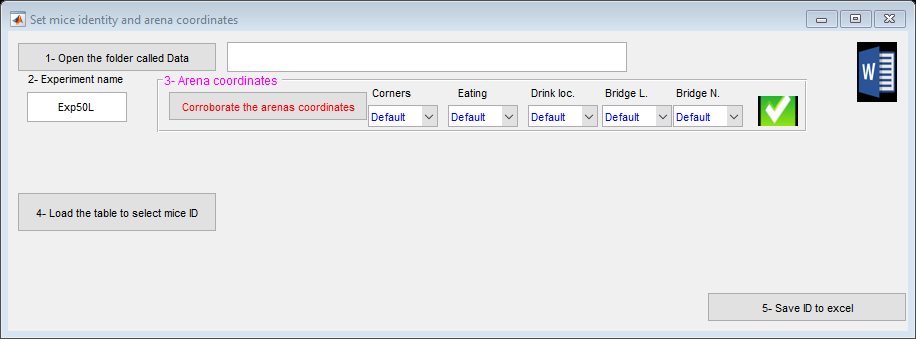 Set mice identity and arena coordinates
1- Open the folder called Data
2- Experiment name
Exp50L
3- Arena coordinates
Corroborate the arenas coordinates
Corners
Eating
Drink loc.
Bridge L.
Bridge N.
Default
Default
Default
Default
Default
W
4- Load the table to select mice ID
5- Save ID to excel